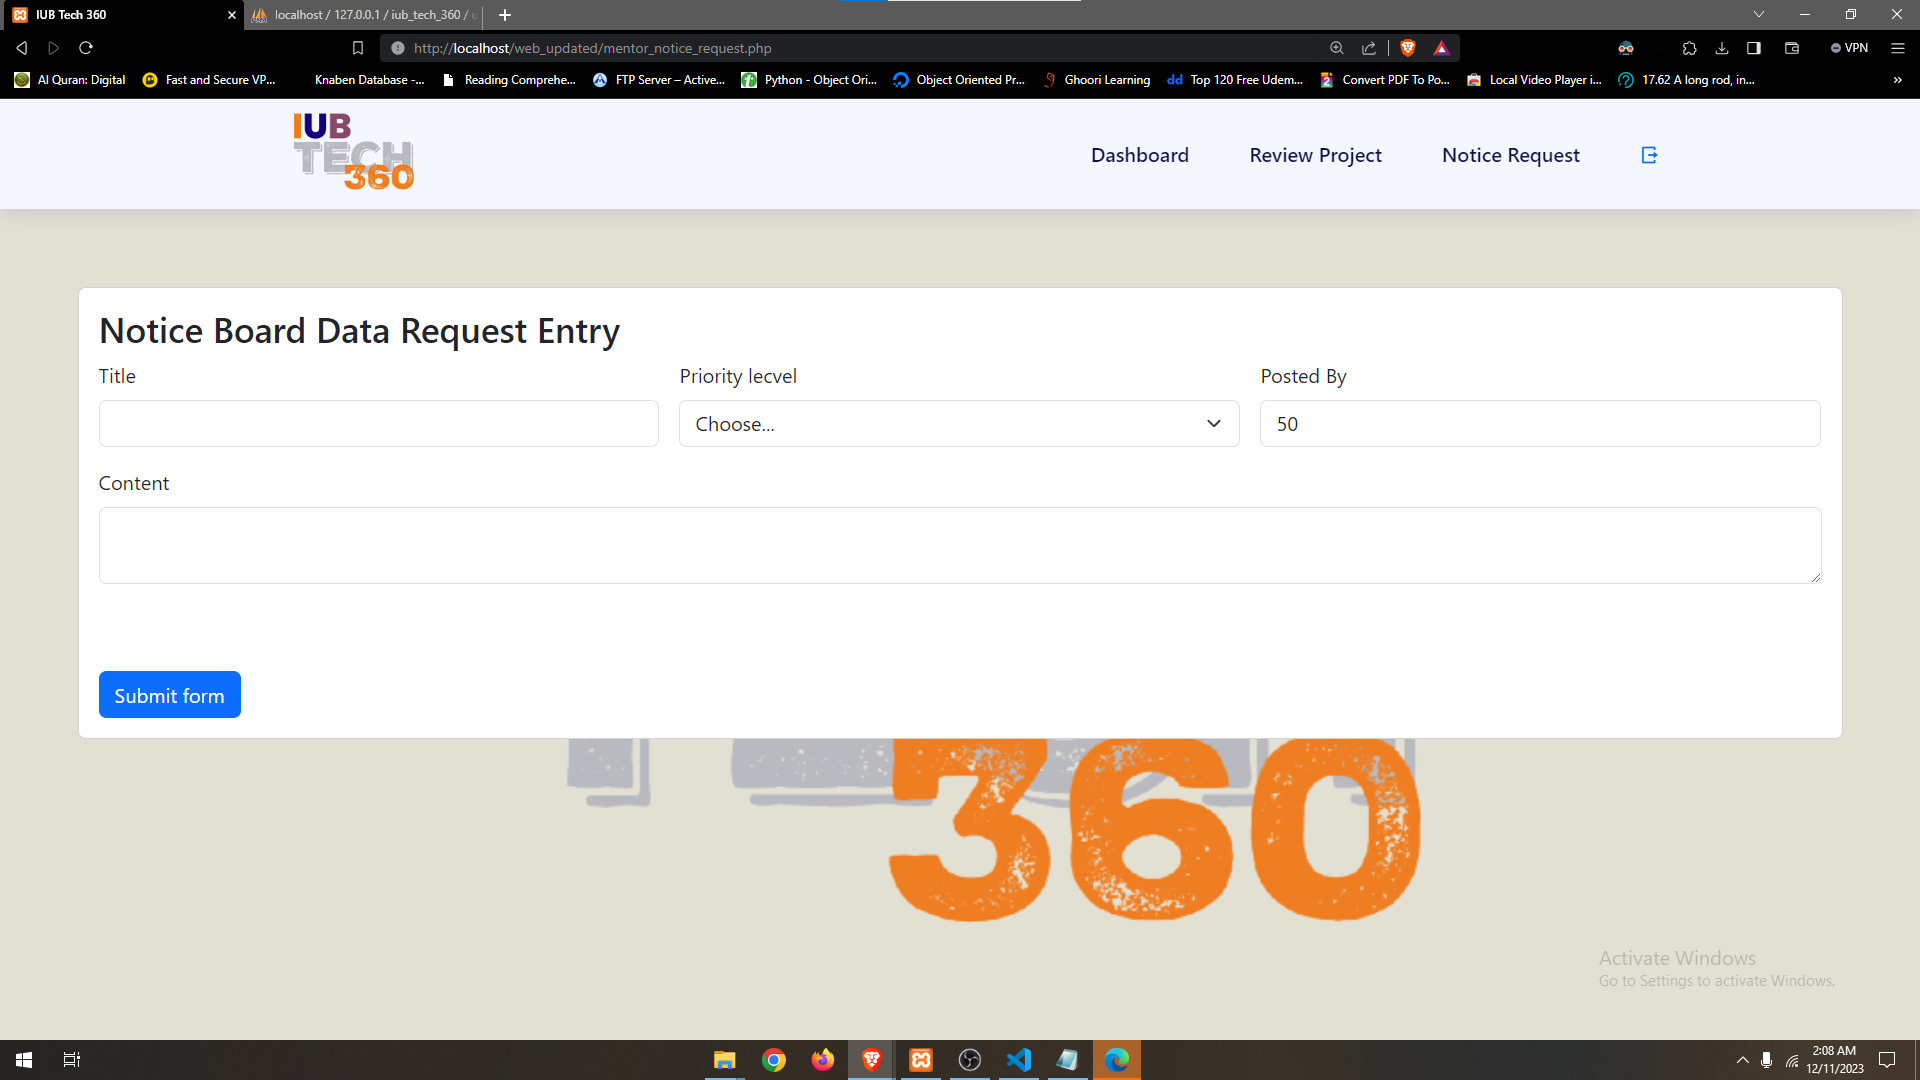 IUB Tech 360
localhost / 127.0.0.1 / iub_tech_360 /
http://localhost/web_updated/mentor_notice_request.php
VPN
Al Quran: Digital
Fast and Secure VP...
Knaben Database -...
Reading Comprehe...
FTP Server – Active...
Python - Object Ori...
Object Oriented Pr...
Ghoori Learning
dd Top 120 Free Udem...
Convert PDF To Po...
Local Video Player i...
17.62 A long rod, in...
»
IUB
TECH
360
Dashboard
Review Project
Notice Request
Notice Board Data Request Entry
Title
Priority lecvel
Posted By
Choose...
50
Content
Submit form
360
Activate Windows
Go to Settings to activate Windows.
2:08 AM
12/11/2023